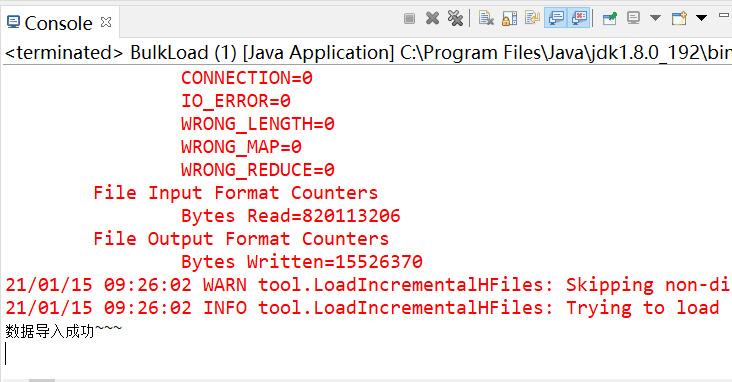 Console
<terminated> BulkLoad (1) [Java Application] C:\Program Files\Java\jdk1.8.0_192\bin
CONNECTION=0
IO_ERROR=0
WRONG_LENGTH=0
WRONG_MAP=0
WRONG_REDUCE=0
File Input Format Counters
Bytes Read=820113206
File Output Format Counters
Bytes Written=15526370
21/01/15 09:26:02 WARN tool.LoadIncrementalHFiles: Skipping non-di
21/01/15 09:26:02 INFO tool.LoadIncrementalHFiles: Trying to load
数据导入成功~~~